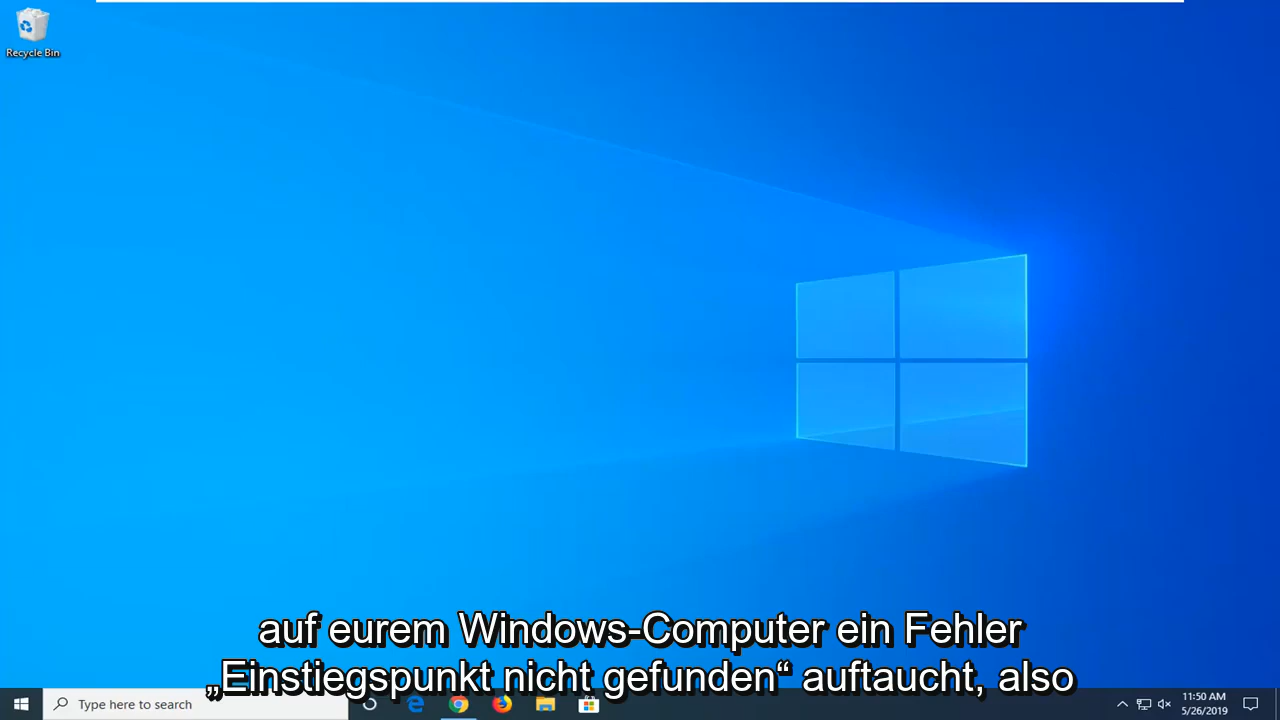 Recycle Bin
auf eurem Windows-Computer ein Fehler
„Einstiegspunkt nicht gefunden“ auftaucht, also
Type here to search
11:50 AM
5/26/2019